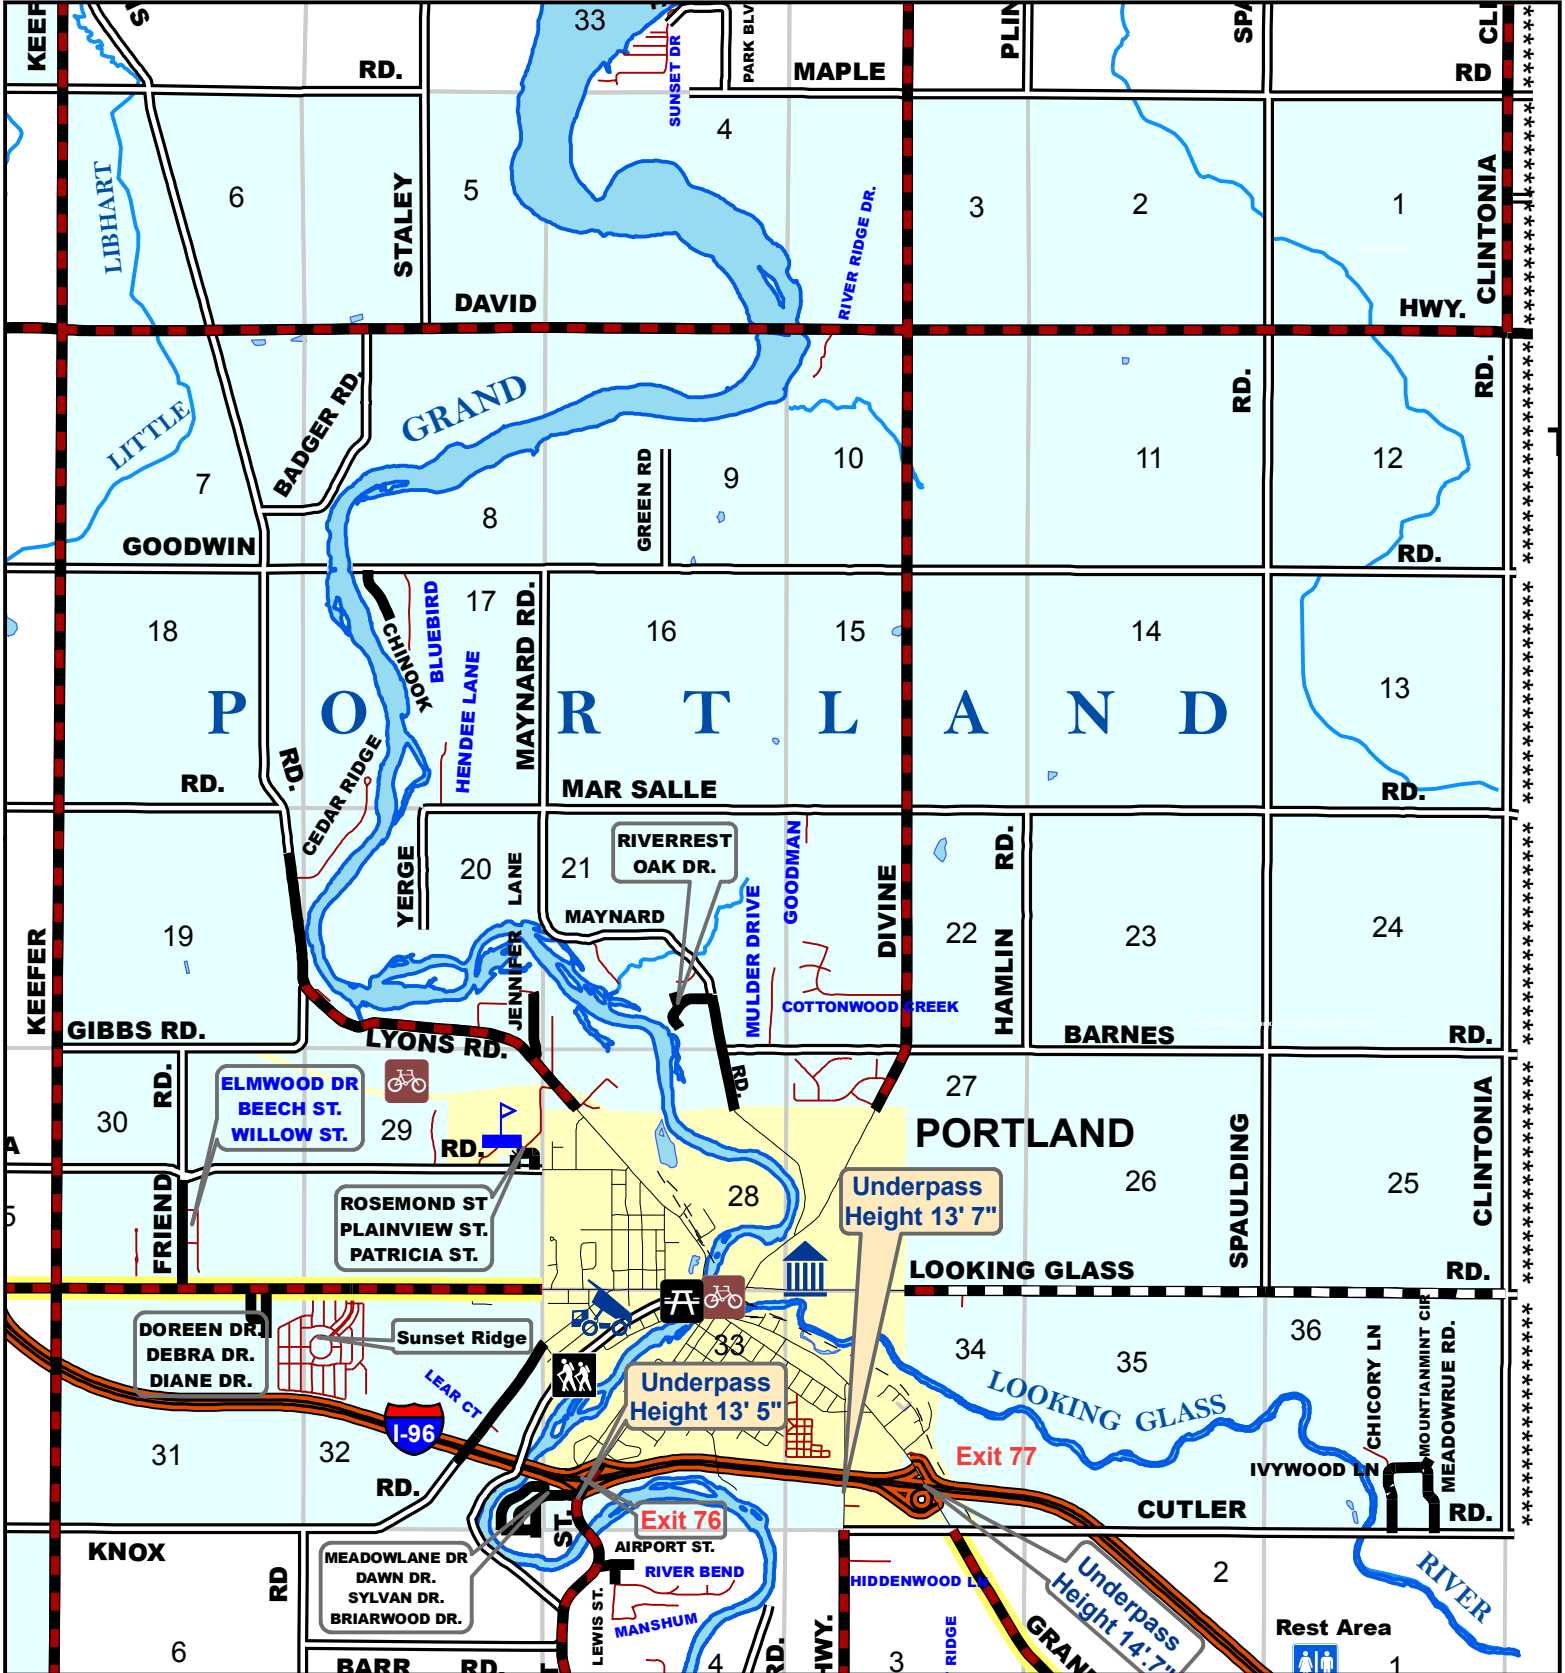 KEEF
33
SUNSET DR
PARK BLV
PLIN
SPA
CLI
RD.
MAPLE
RD
4
LIBHART
6
STALEY
5
3
2
1
CLINTONIA
RIVER RIDGE DR.
DAVID
HWY.
LITTLE
BADGER RD.
GRAND
RD.
RD.
7
8
GREEN RD
9
10
11
12
GOODWIN
RD.
18
CHINOOK
BLUEBIRD
17
MAYNARD RD.
16
15
14
HENDEE LANE
13
P O R T L A N D
RD.
RD.
CEDAR RIDGE
MAR SALLE
RD.
YERGE
20
JENNIFER LANE
21
RIVERREST
OAK DR.
GOODMAN
MAYNARD
MULDER DRIVE
DIVINE
RD.
22
HAMLIN
23
24
19
KEEFER
COTTONWOOD CREEK
GIBBS RD.
LYONS RD.
BARNES
RD.
RD.
RD.
ELMWOOD DR
BEECH ST.
WILLOW ST.
27
30
29
RD.
A
PORTLAND
SPAULDING
CLINTONIA
5
FRIEND
ROSEMOND ST
PLAINVIEW ST.
PATRICIA ST.
28
Underpass
Height 13' 7"
26
25
LOOKING GLASS
RD.
DOREEN DR.
DEBRA DR.
DIANE DR.
Sunset Ridge
33
34
35
36
CHICORY LN
MOUNTIANMINT CIR
MEADOWRUE RD.
LEAR CT
Underpass
Height 13' 5"
LOOKING GLASS
I-96
31
32
Exit 77
IVYWOOD LN
RD.
CUTLER
RD.
Exit 76
ST.
KNOX
RD
MEADOWLANE DR
DAWN DR.
SYLVAN DR.
BRIARWOOD DR.
AIRPORT ST.
RIVER BEND
HIDDENWOOD LN
2
RIVER
Underpass
Height 14' 7"
LEWIS ST.
MANSHUM
HWY.
RIDGE
GRAN
Rest Area
6
BARR
RD.
T
4
RD.
3
1